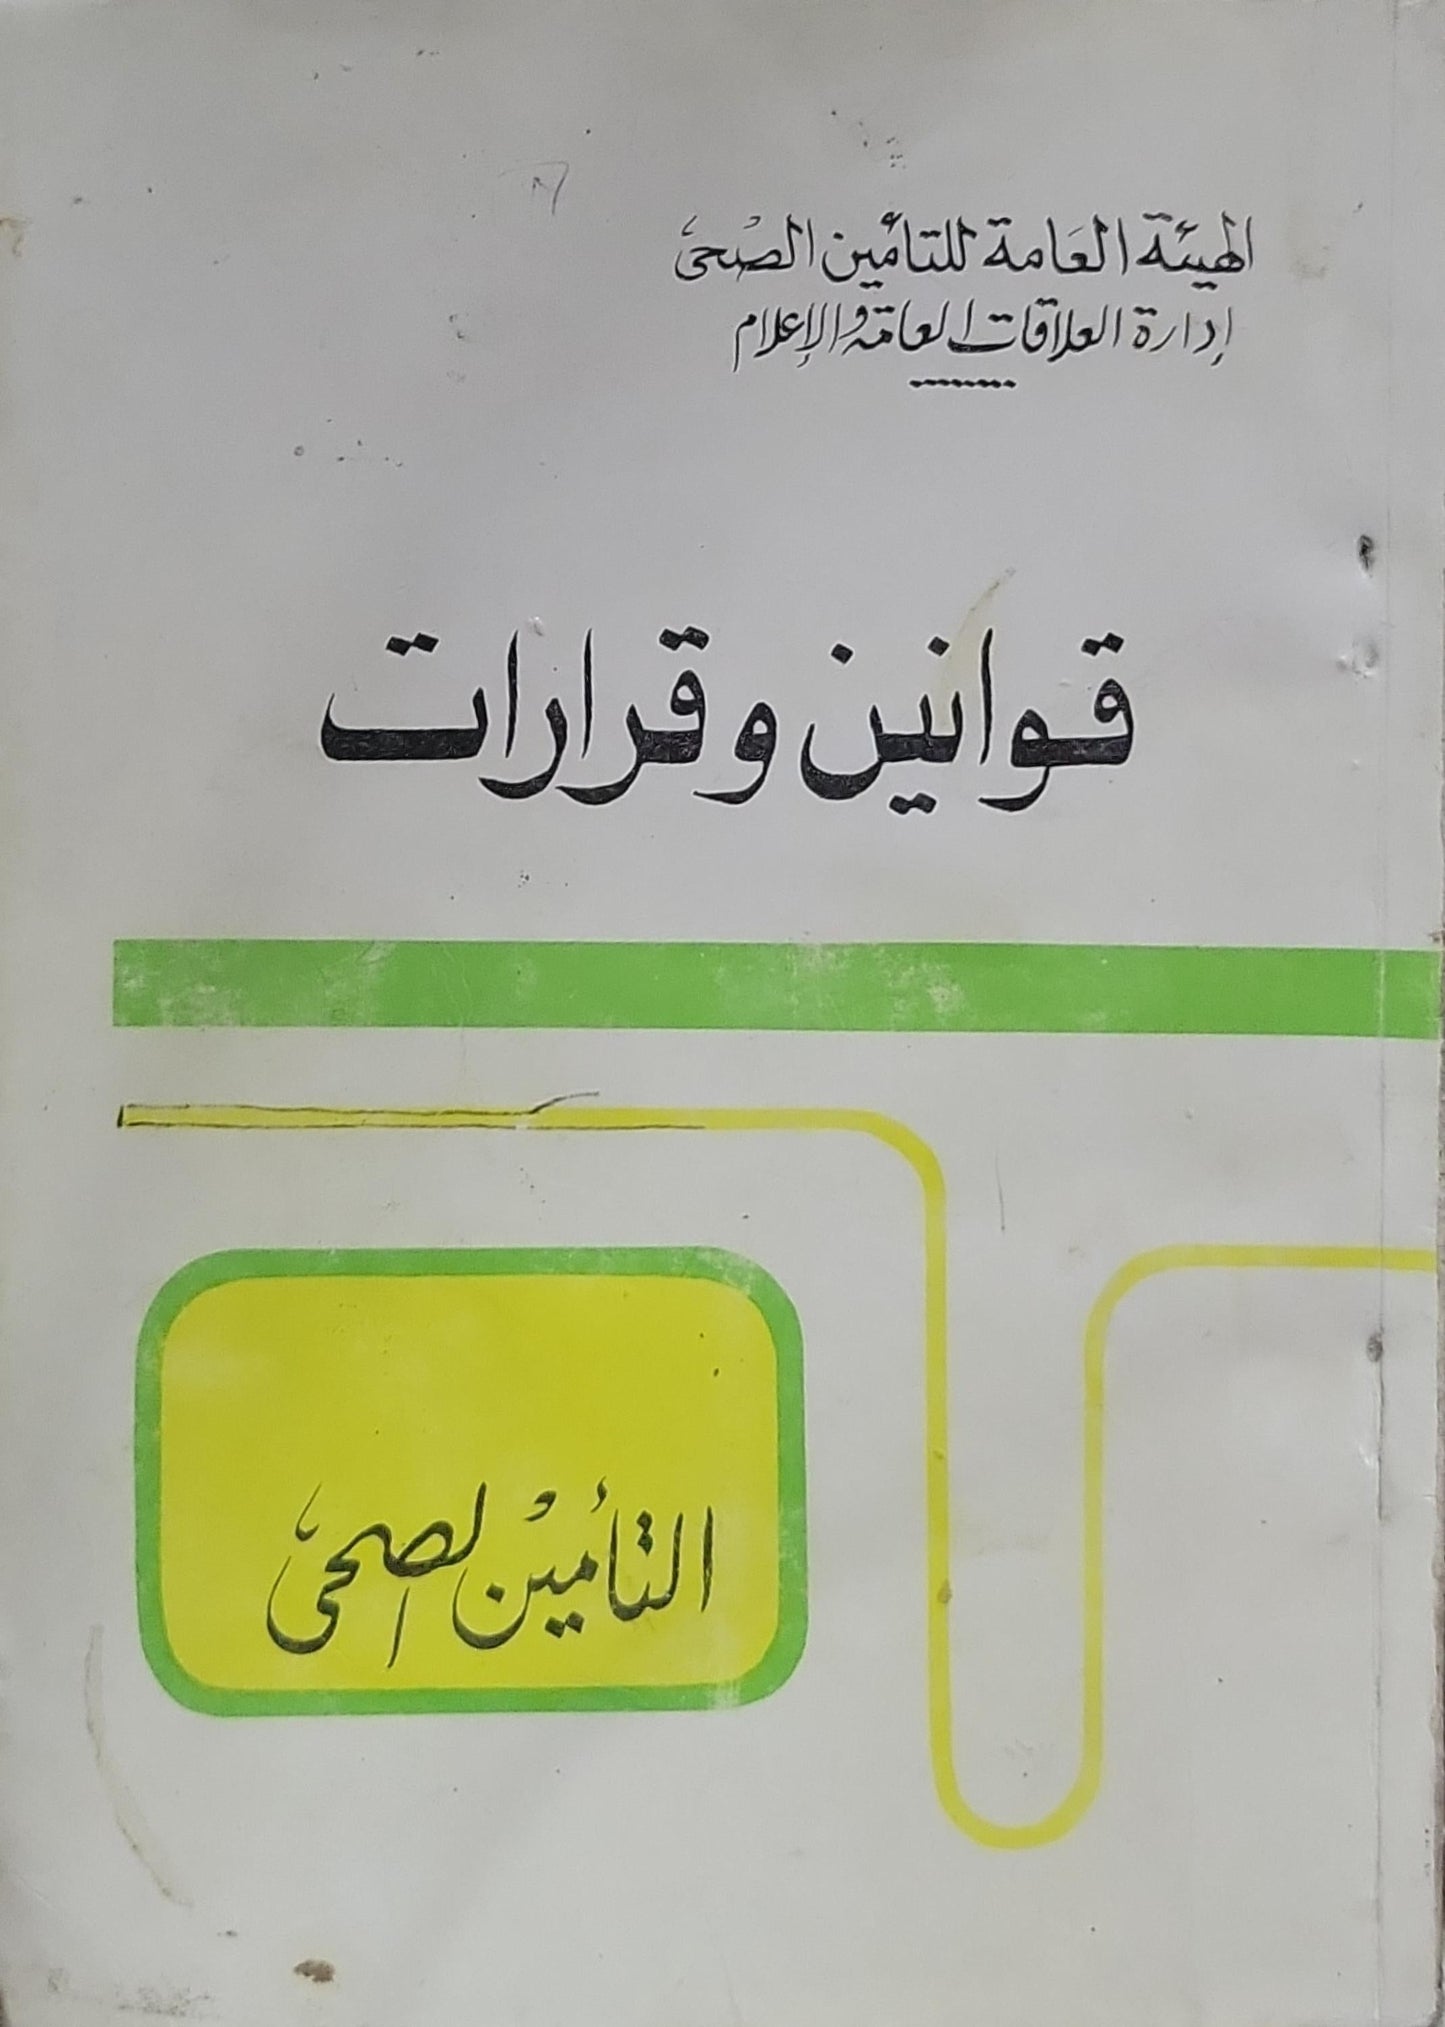 الهيئة العامة للتأمين الصحى
إدارة العلاقات العامة والإعلام
قوانين وقرارات
التأمين الصحى